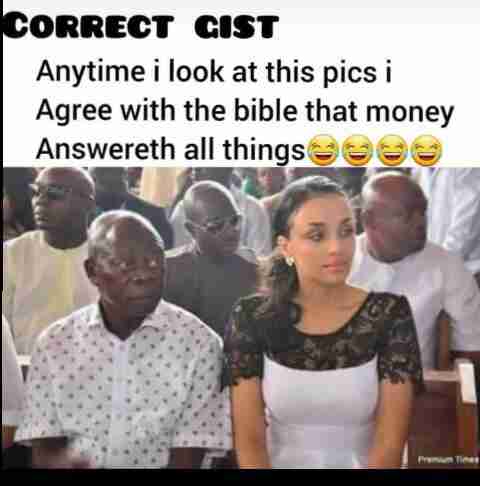 CORRECT GIST
Anytime i look at this pics i
Agree with the bible that money
Answereth all things😂😂😂😂
Premium Times